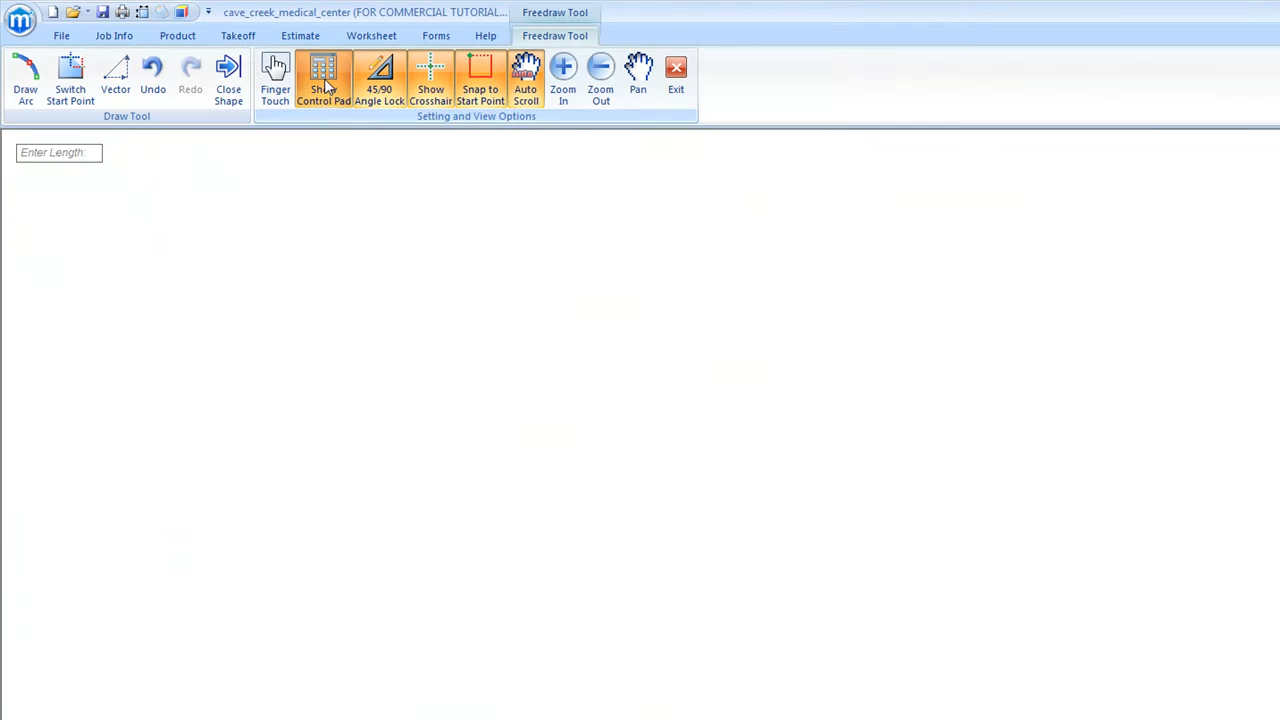 cave_creek_medical_center (FOR COMMERCIAL TUTORIAL... Freedraw Tool
File Job Info Product Takeoff Estimate Worksheet Forms Help Freedraw Tool
Draw Arc
Switch Start Point
Vector
Undo
Redo
Close Shape
Finger Touch
Show Control Pad
45/90 Angle Lock
Show Crosshair
Snap to Start Point
Auto
Auto Scroll
Zoom In
Zoom Out
Pan
Exit
Draw Tool
Setting and View Options
Enter Length: